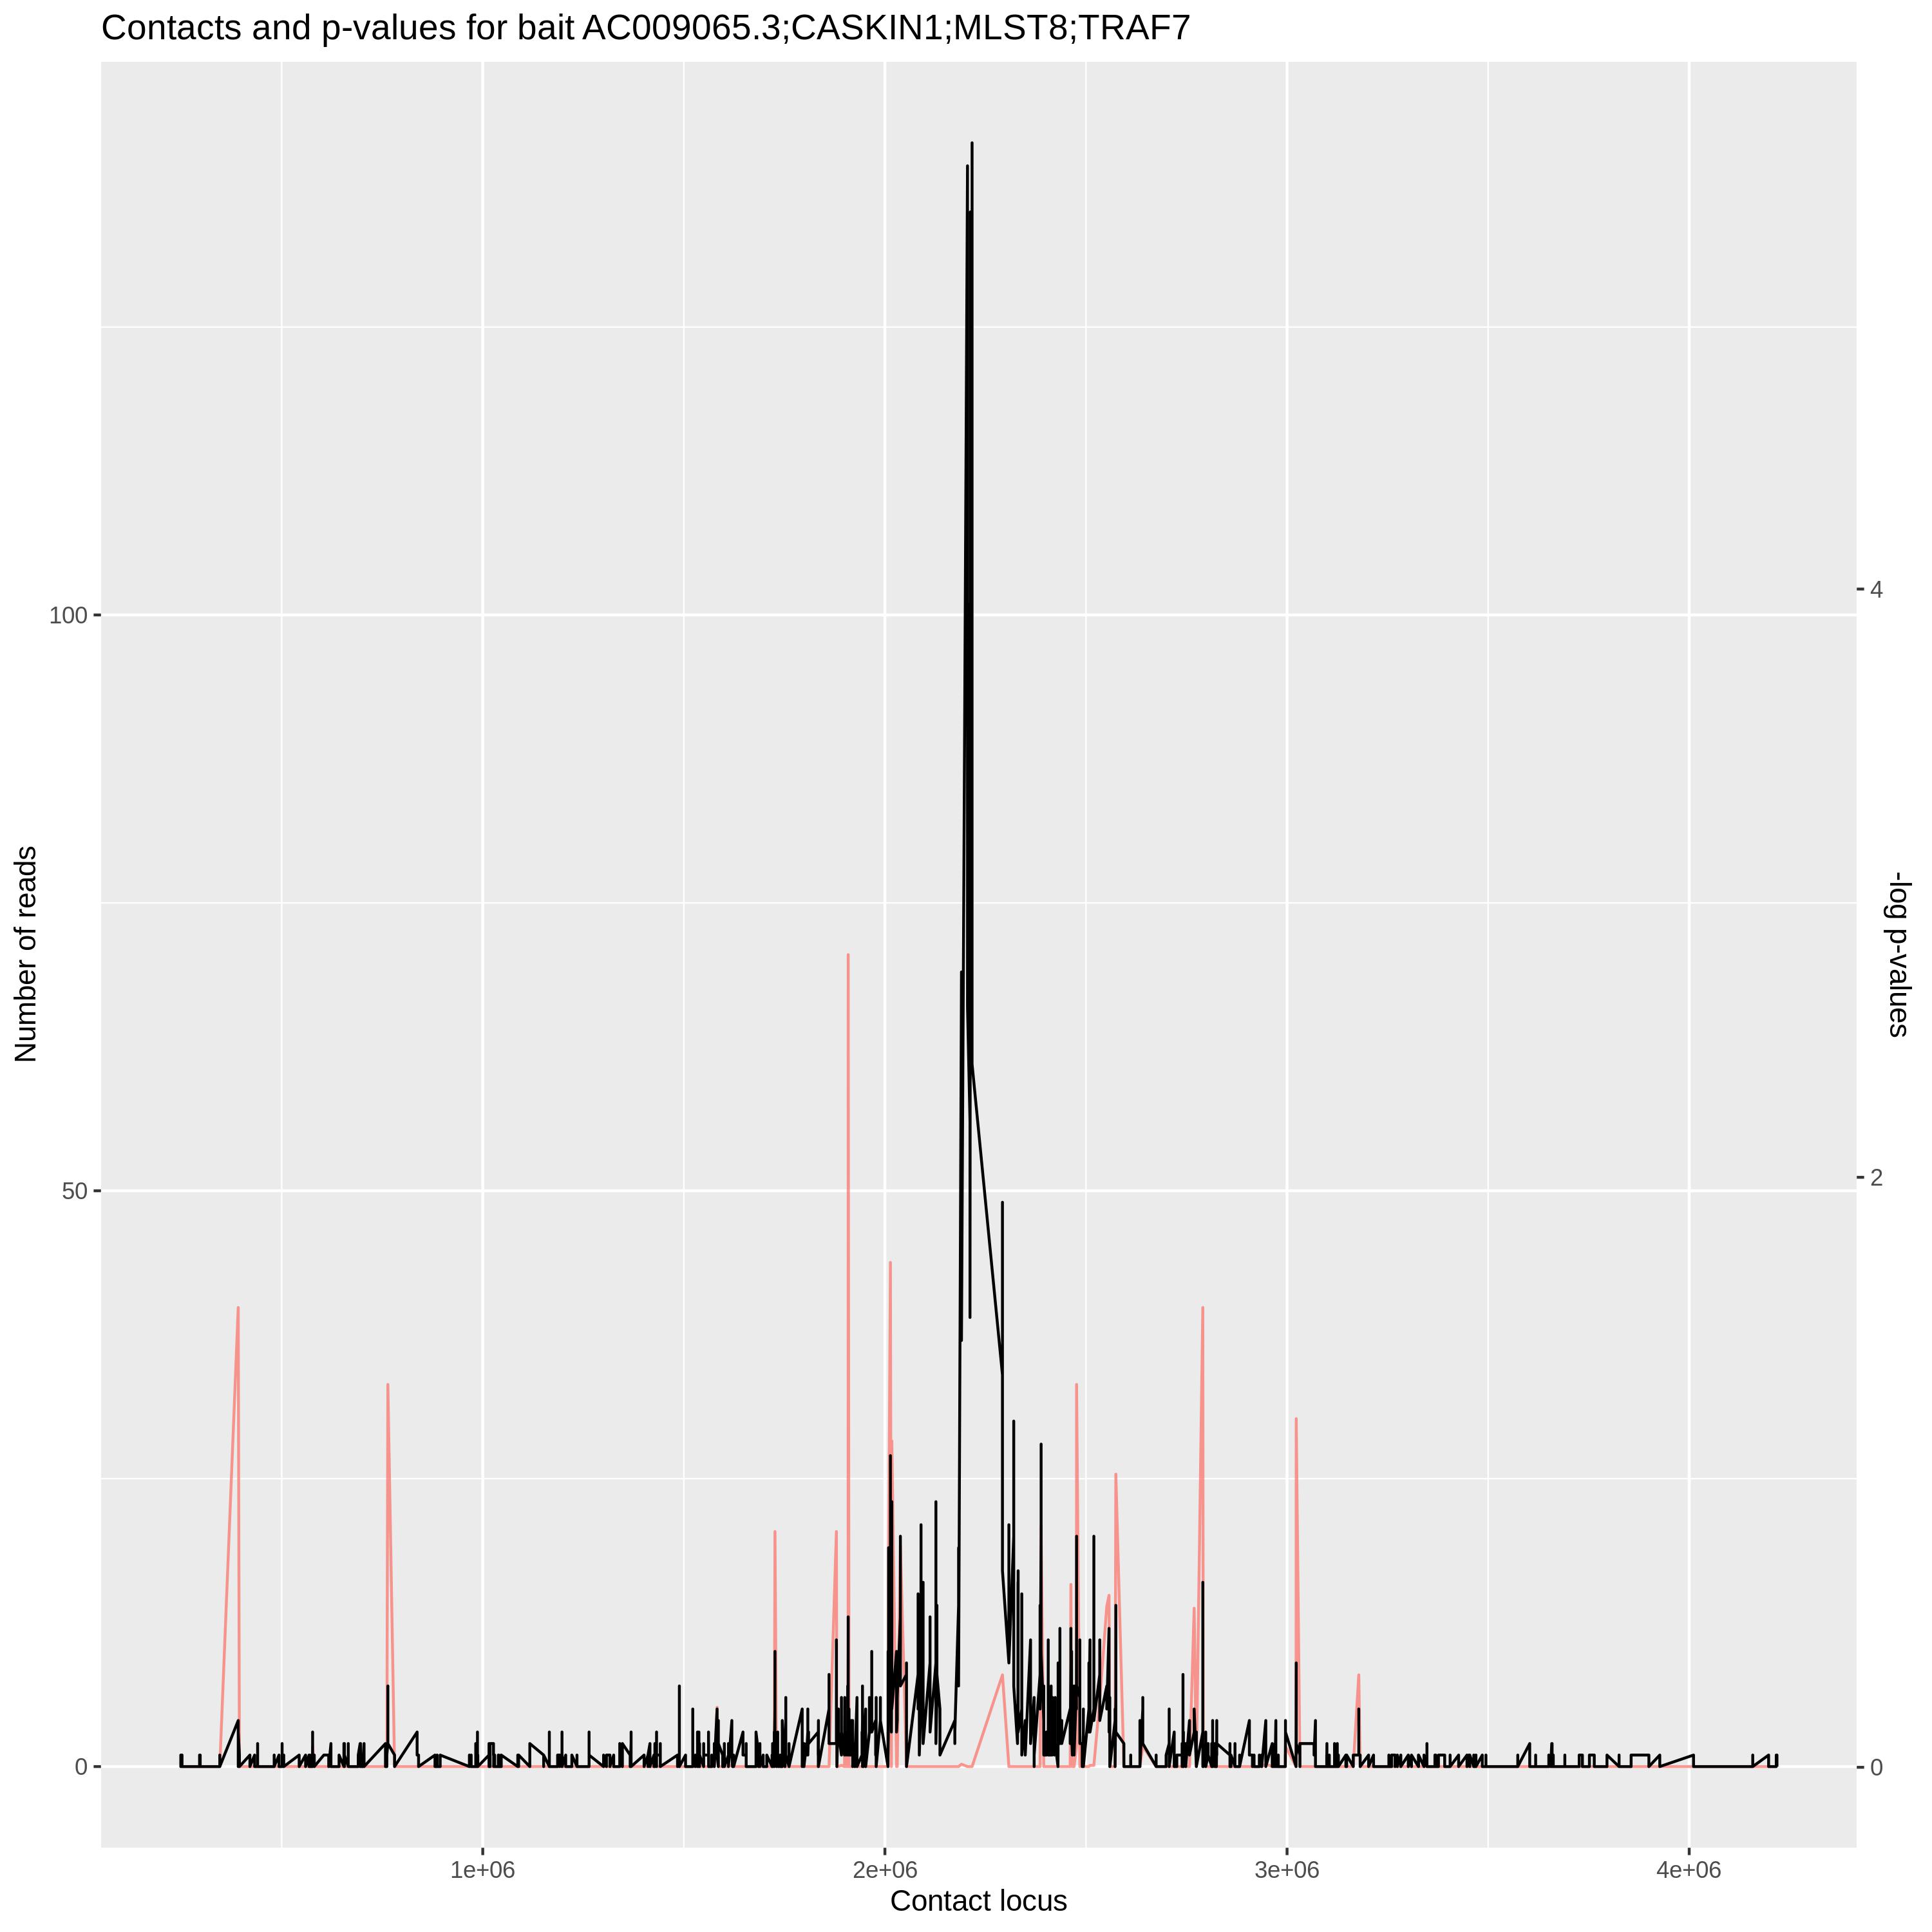 Contacts and p-values for bait AC009065.3;CASKIN1;MLST8;TRAF7
100
50
0
Number of reads
4
2
0
-log p-values
1e+06
2e+06
3e+06
4e+06
Contact locus